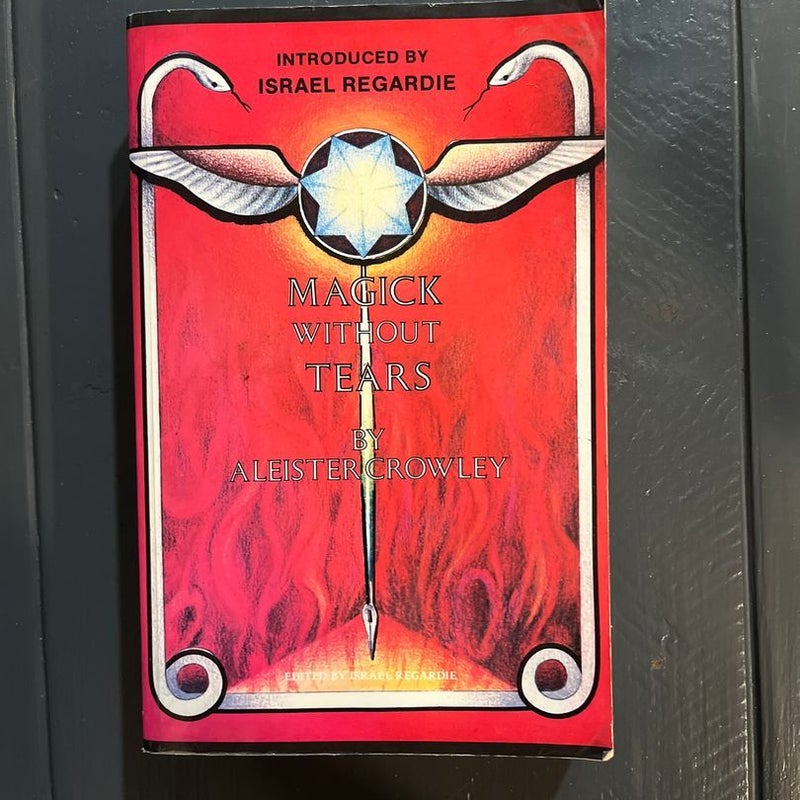 INTRODUCED BY
ISRAEL REGARDIE
MAGICK
WITHOUT
TEARS
BY
ALEISTER CROWLEY
EDITED BY ISRAEL REGARDIE